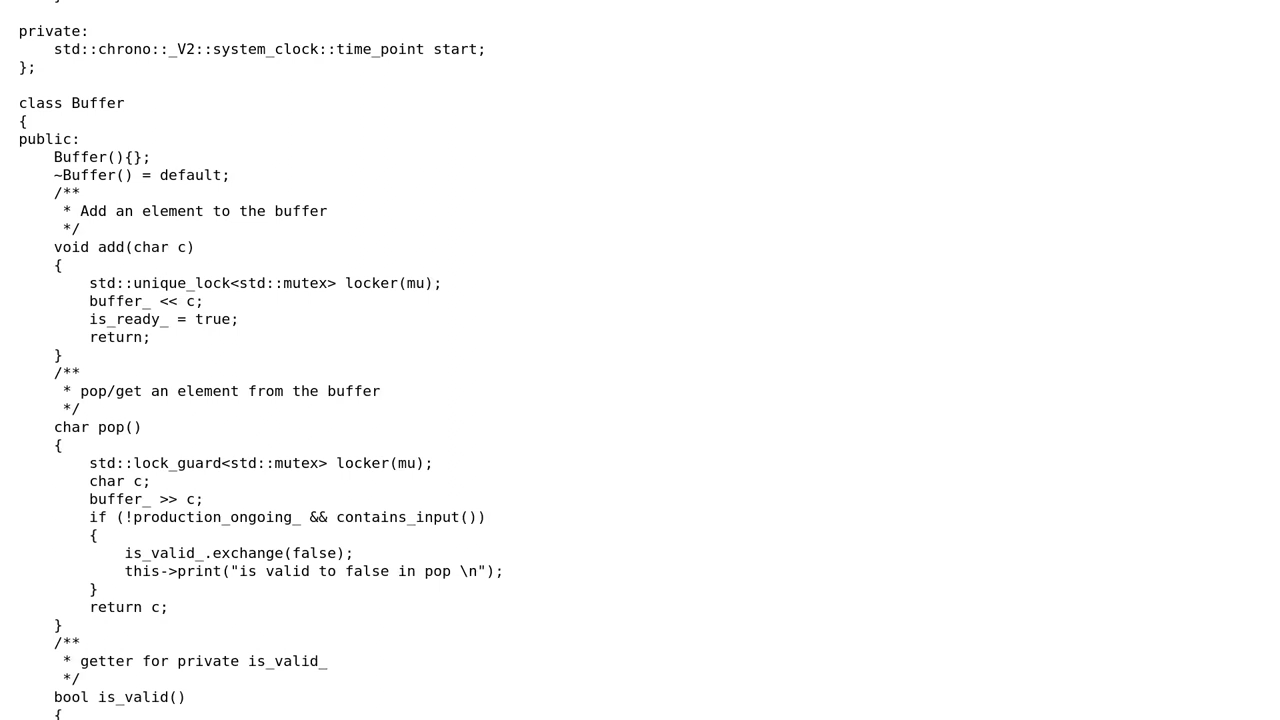 private:
    std::chrono::_V2::system_clock::time_point start;
};

class Buffer
{
public:
    Buffer(){};
    ~Buffer() = default;
    /**
     * Add an element to the buffer
     */
    void add(char c)
    {
        std::unique_lock<std::mutex> locker(mu);
        buffer_ << c;
        is_ready_ = true;
        return;
    }
    /**
     * pop/get an element from the buffer
     */
    char pop()
    {
        std::lock_guard<std::mutex> locker(mu);
        char c;
        buffer_ >> c;
        if (!production_ongoing_ && contains_input())
        {
            is_valid_.exchange(false);
            this->print("is valid to false in pop \n");
        }
        return c;
    }
    /**
     * getter for private is_valid_
     */
    bool is_valid()
    {